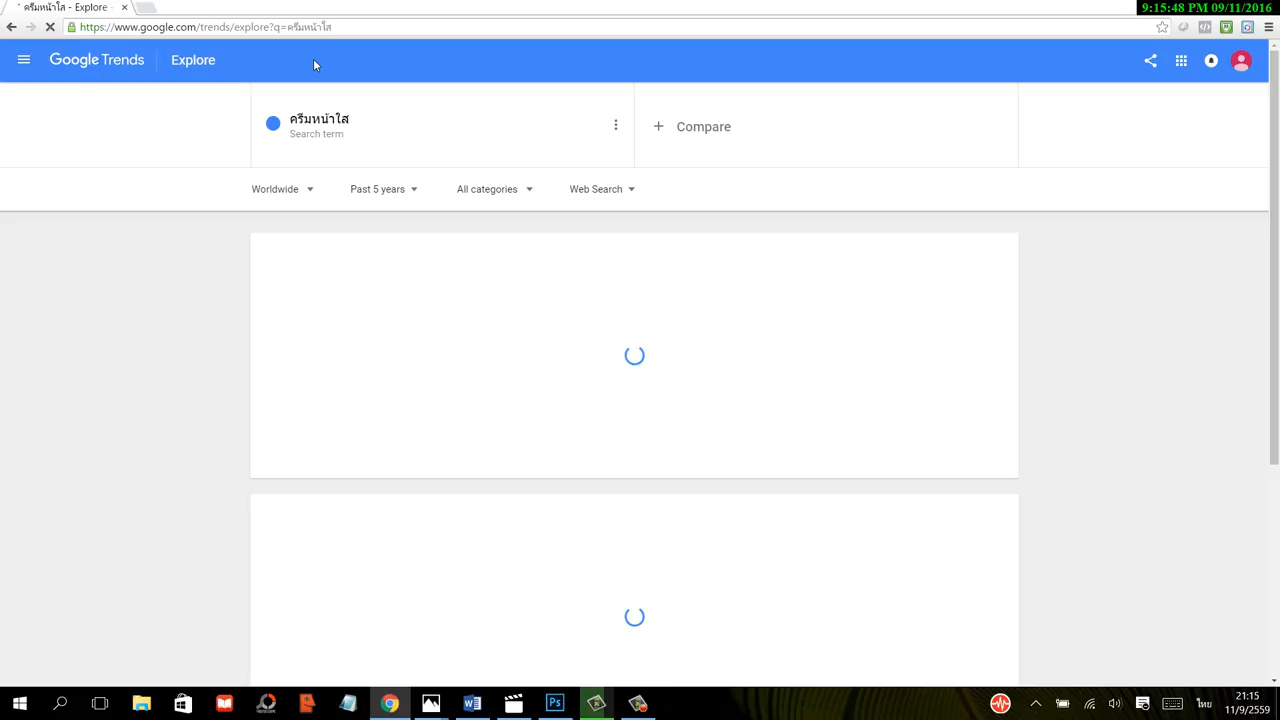 ครีมหน้าใส - Explore -
9:15:48 PM 09/11/2016
https://www.google.com/trends/explore?q=ครีมหน้าใส
Google Trends
Explore
ครีมหน้าใส
Search term
+ Compare
Worldwide
Past 5 years
All categories
Web Search
Ps
ไทย
21:15
11/9/2559